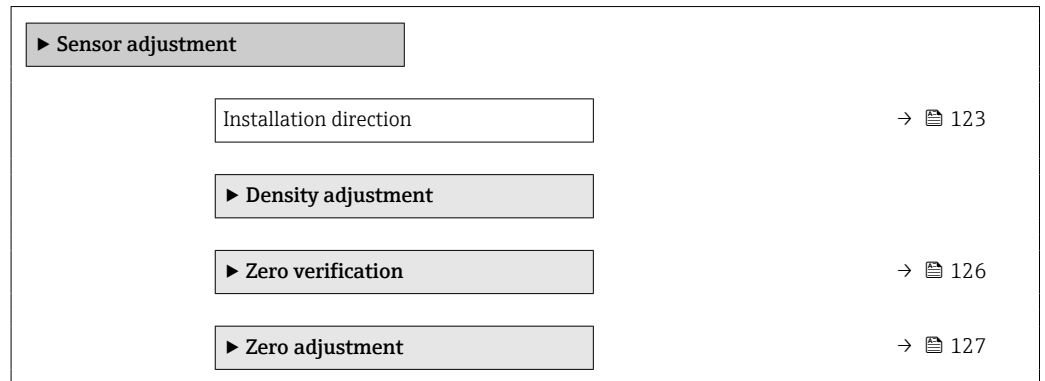 ▶ Sensor adjustment
Installation direction → 123
▶ Density adjustment
▶ Zero verification → 126
▶ Zero adjustment → 127